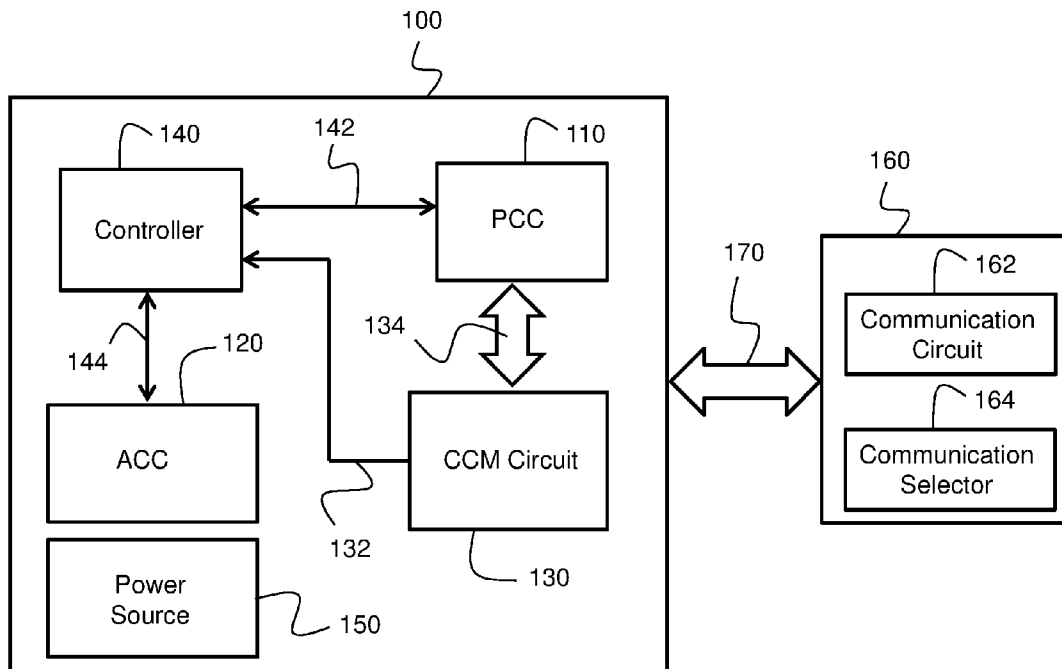 100
140
142
110
Controller
PCC
160
170
162
Communication
Circuit
134
144
120
164
ACC
CCM Circuit
Communication
Selector
132
130
Power
Source
150